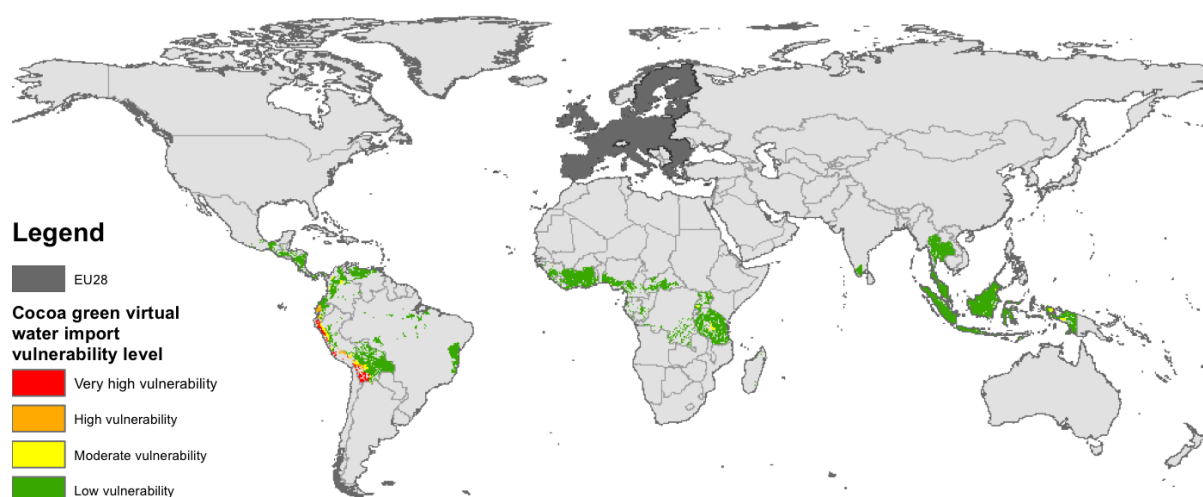 Legend
EU28
Cocoa green virtual
water import
vulnerability level
Very high vulnerability
High vulnerability
Moderate vulnerability
Low vulnerability